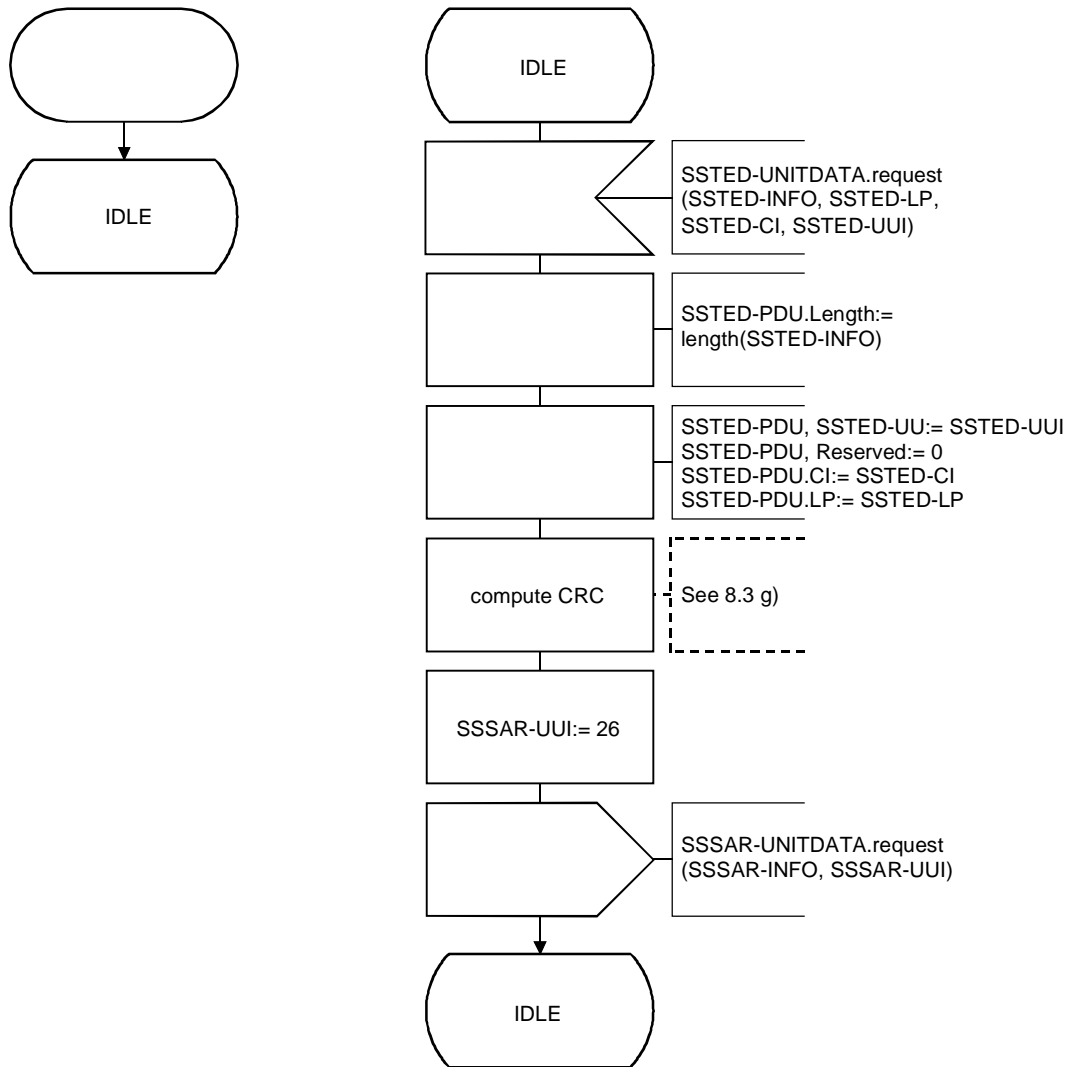 IDLE
IDLE
SSTED-UNITDATA.request
(SSTED-INFO, SSTED-LP,
SSTED-CI, SSTED-UUI)
SSTED-PDU.Length:=
length(SSTED-INFO)
SSTED-PDU, SSTED-UU:= SSTED-UUI
SSTED-PDU, Reserved:= 0
SSTED-PDU.CI:= SSTED-CI
SSTED-PDU.LP:= SSTED-LP
compute CRC
See 8.3 g)
SSSAR-UUI:= 26
SSSAR-UNITDATA.request
(SSSAR-INFO, SSSAR-UUI)
IDLE